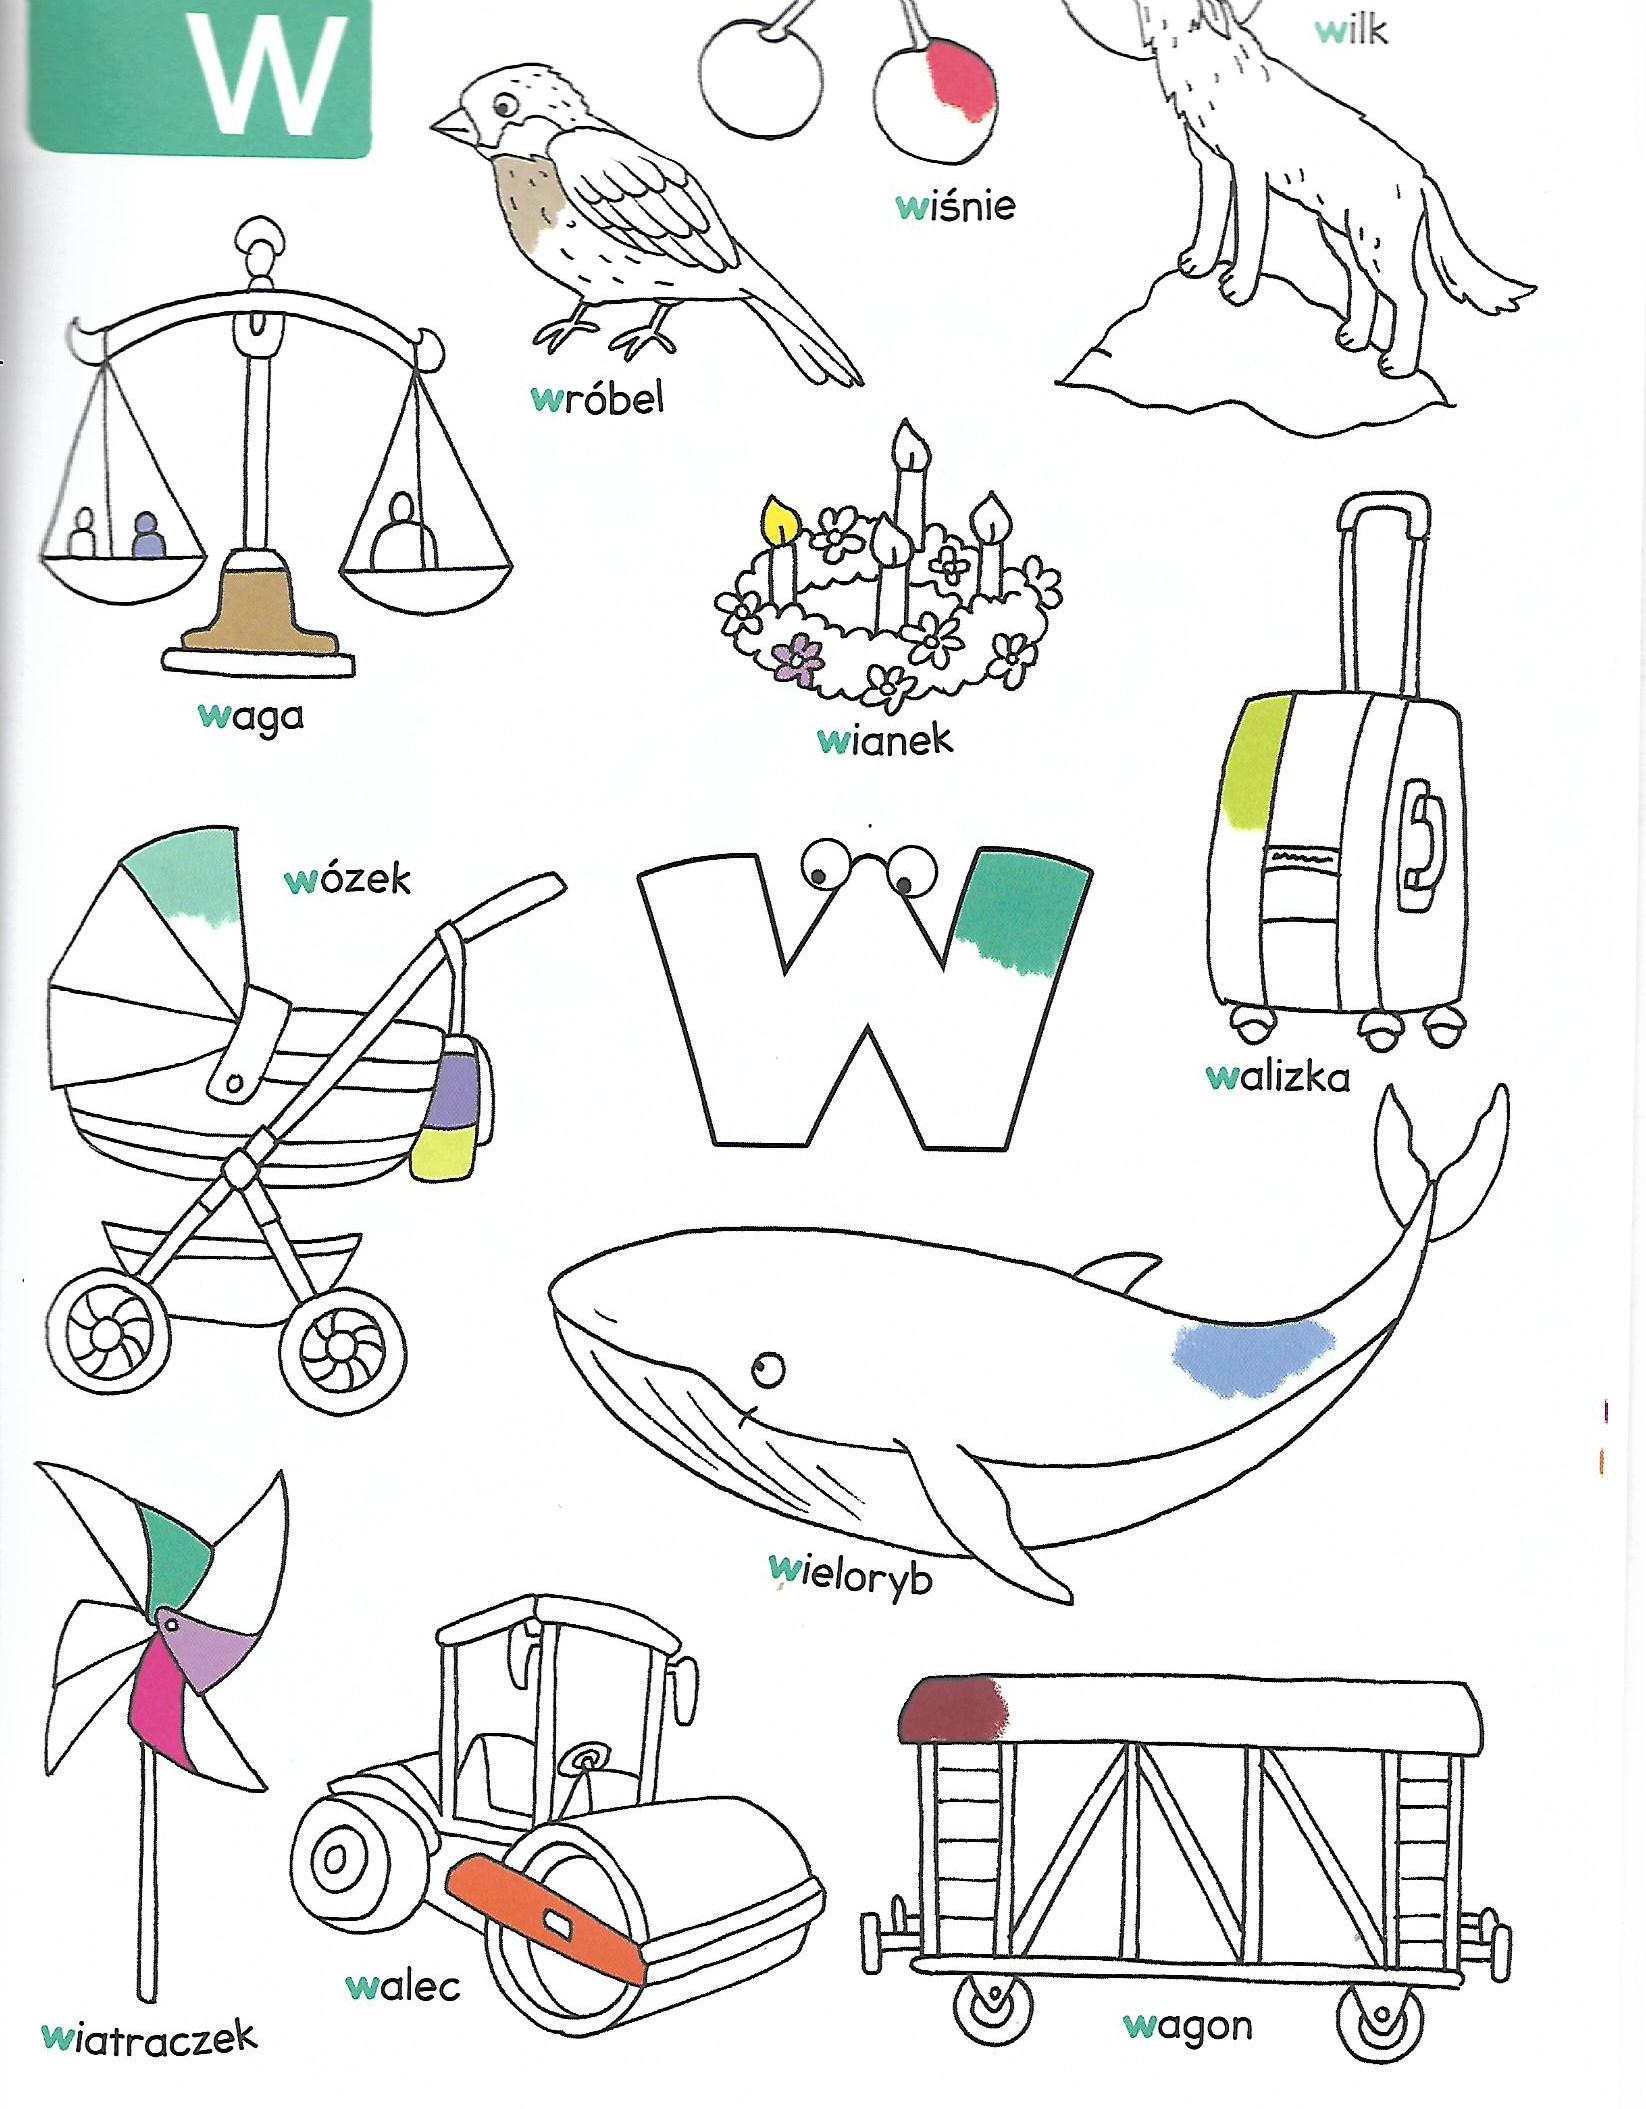 W
wilk
wiśnie
wróbel
waga
wianek
wózek
W
walizka
wieloryb
walec
wiatraczek
wagon